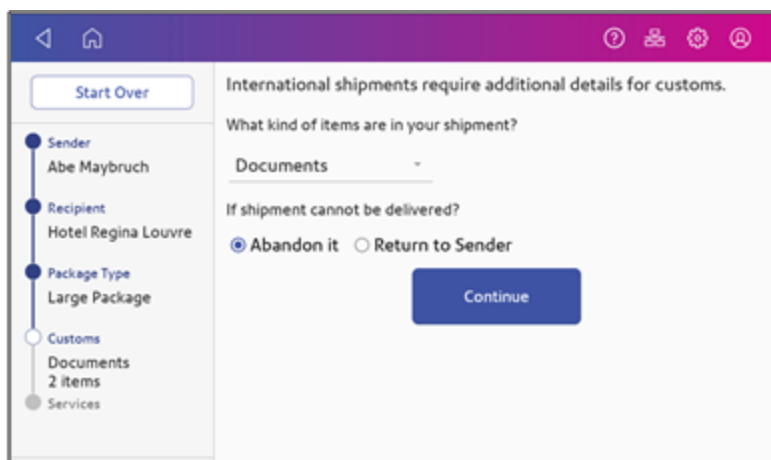 Start Over
Sender
Abe Maybruch
Recipient
Hotel Regina Louvre
Package Type
Large Package
Customs
Documents
2 items
Services
International shipments require additional details for customs.
What kind of items are in your shipment?
Documents
If shipment cannot be delivered?
Abandon it Return to Sender
Continue